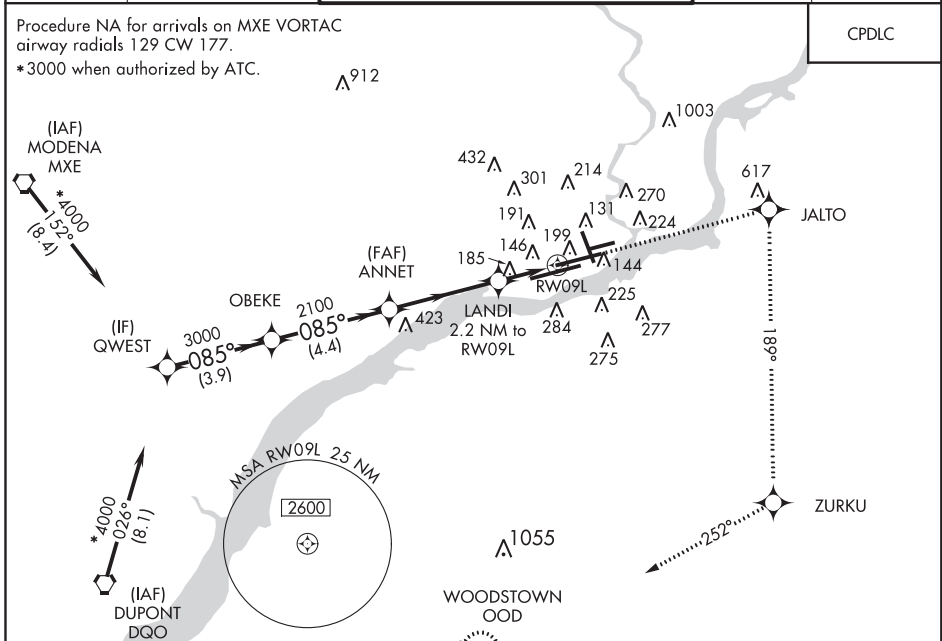 Procedure NA for arrivals on MXE VORTAC
airway radials 129 CW 177.
*3000 when authorized by ATC.
CPDLC
912
1003
(IAF)
MODENA
MXE
*4000
152°
(8.4)
432
301
214
270
617
JALTO
191
131
224
199
146
185
144
RW09L
(FAF)
ANNET
OBEKE
2100
085°
(4.4)
423
LANDI
2.2 NM to
RW09L
284
225
277
275
(IF)
QWEST
3000
085°
(3.9)
189°
MSA RW09L 25 NM
2600
*4000
026°
(8.1)
ZURKU
252°
1055
(IAF)
DUPONT
DQO
WOODSTOWN
OOD